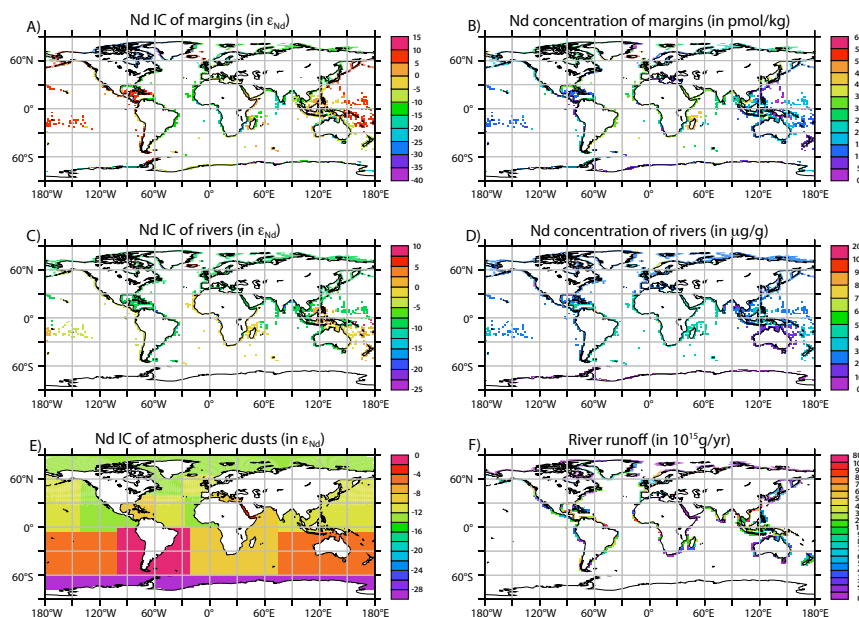 A) Nd IC of margins (in εNd)
15
10
5
0
-5
-10
-15
-20
-25
-30
-35
-40
60°N
0°
60°S
180°W 120°W 60°W 0° 60°E 120°E 180°E
B) Nd concentration of margins (in pmol/kg)
60°N
0°
60°S
180°W 120°W 60°W 0° 60°E 120°E 180°E
C) Nd IC of rivers (in εNd)
10
5
0
-5
-10
-15
-20
-25
60°N
0°
60°S
180°W 120°W 60°W 0° 60°E 120°E 180°E
D) Nd concentration of rivers (in μg/g)
60°N
0°
60°S
180°W 120°W 60°W 0° 60°E 120°E 180°E
E) Nd IC of atmospheric dusts (in εNd)
0
-4
-8
-12
-16
-20
-24
-28
60°N
0°
60°S
180°W 120°W 60°W 0° 60°E 120°E 180°E
F) River runoff (in 10¹⁵g/yr)
60°N
0°
60°S
180°W 120°W 60°W 0° 60°E 120°E 180°E